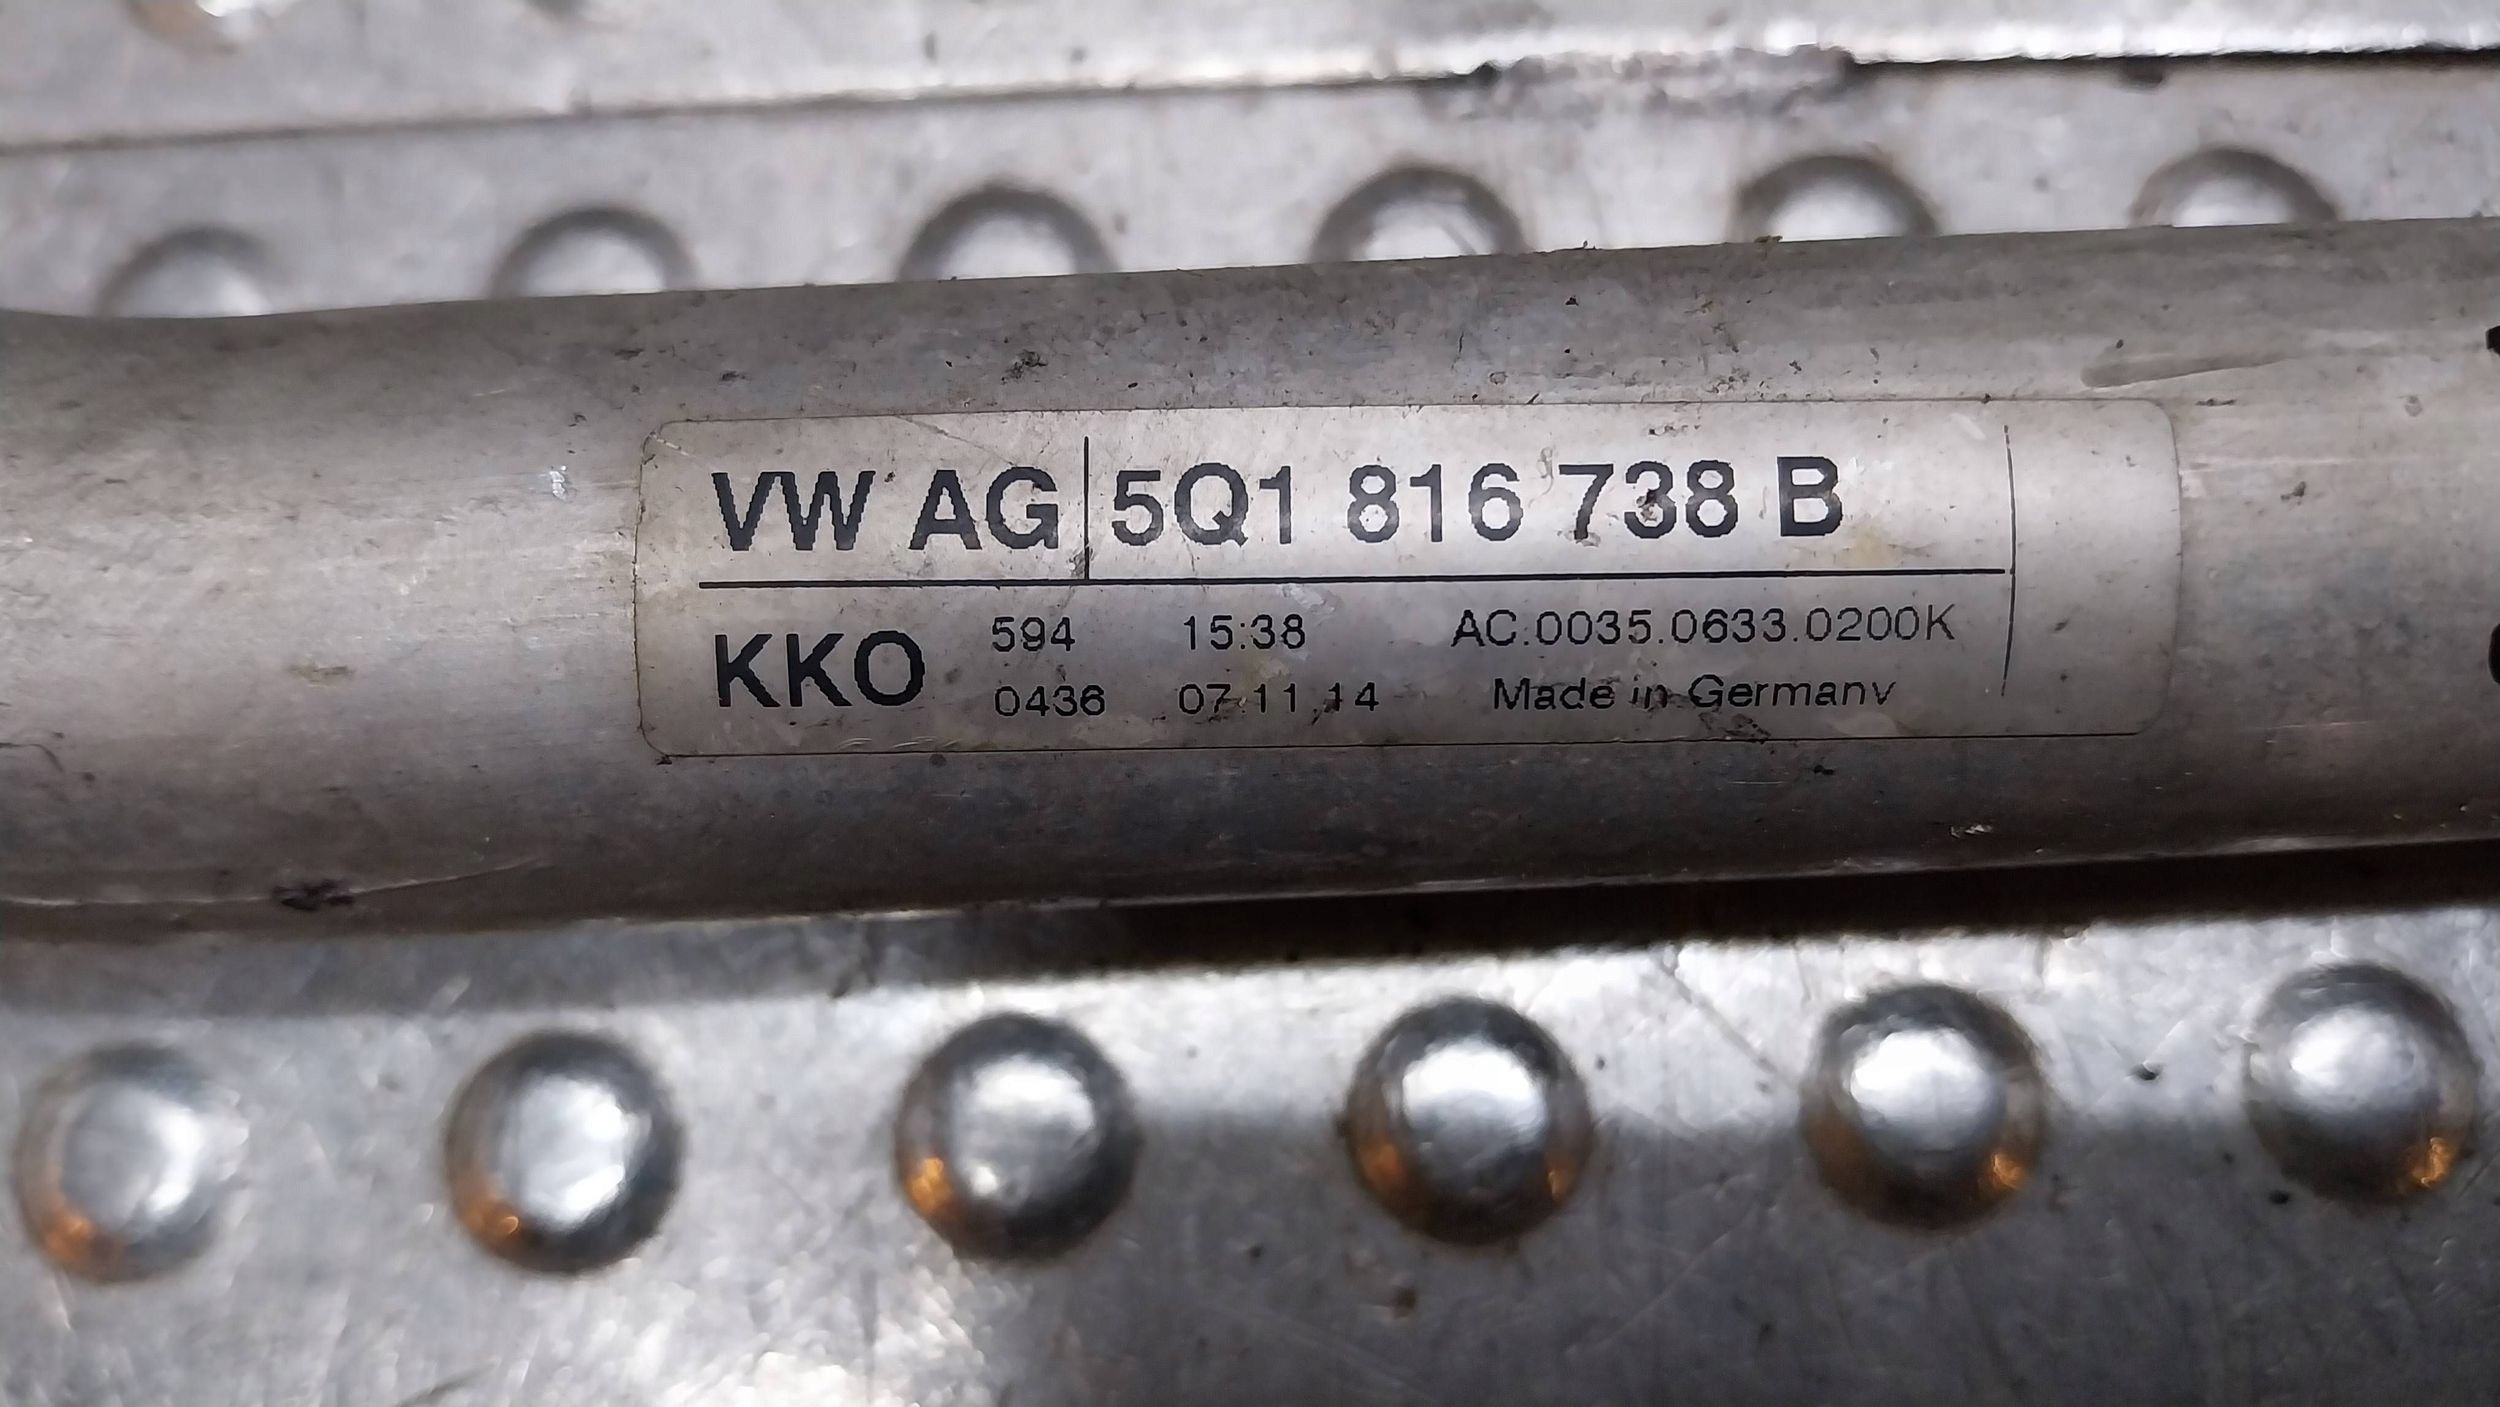 VW AG 5Q1 816 738 B
KKO 594 15:38 AC.0035.0633.0200K
0436 07.11.14 Made in Germany